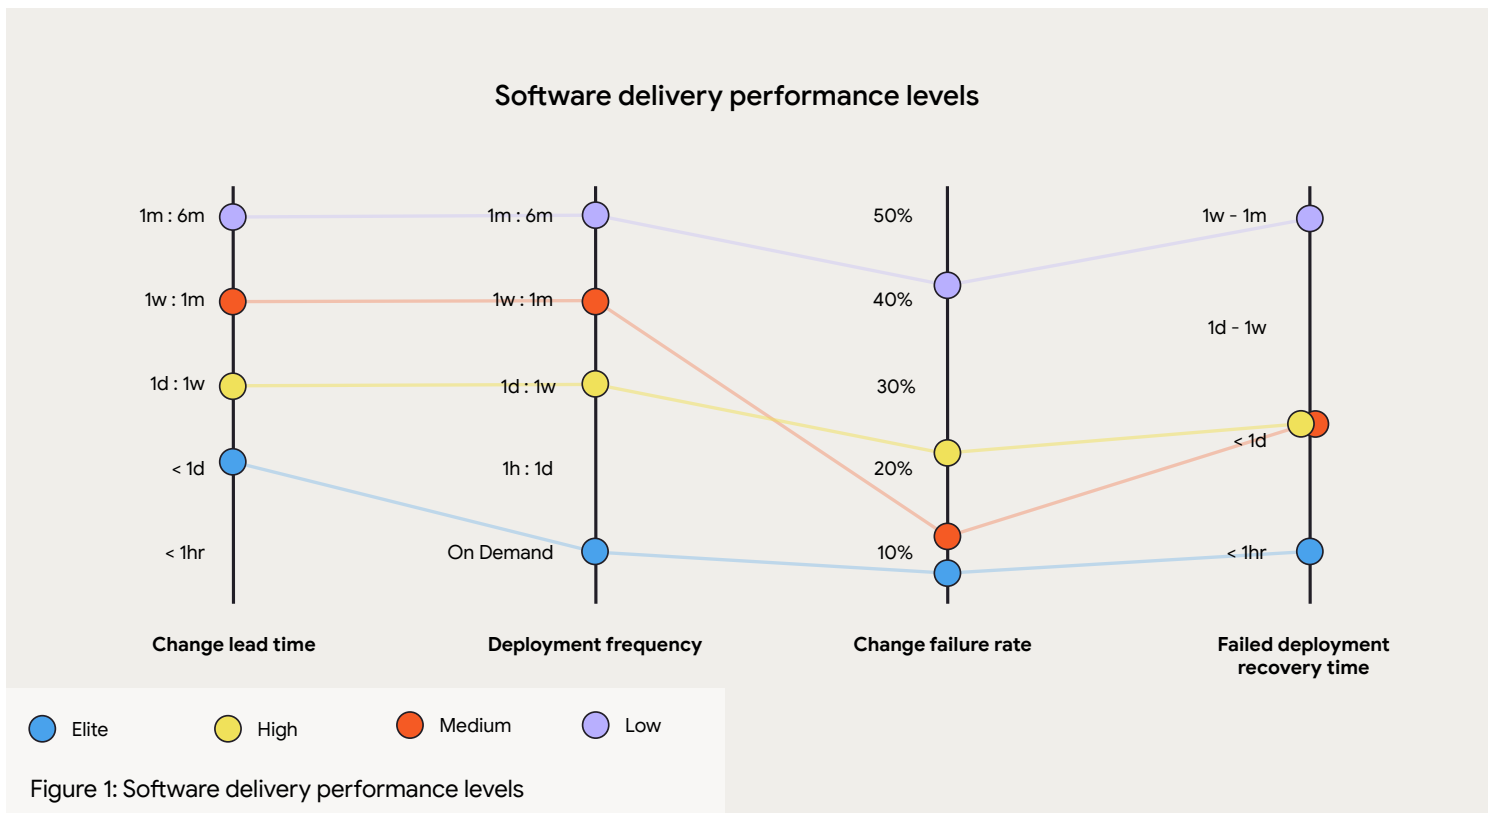 Software delivery performance levels
1m : 6m
1w : 1m
1d : 1w
< 1d
< 1hr
Change lead time
1m : 6m
1w : 1m
1d : 1w
1h : 1d
On Demand
Deployment frequency
50%
40%
30%
20%
10%
Change failure rate
1w - 1m
1d - 1w
< 1d
< 1hr
Failed deployment
recovery time
Elite
High
Medium
Low
Figure 1: Software delivery performance levels